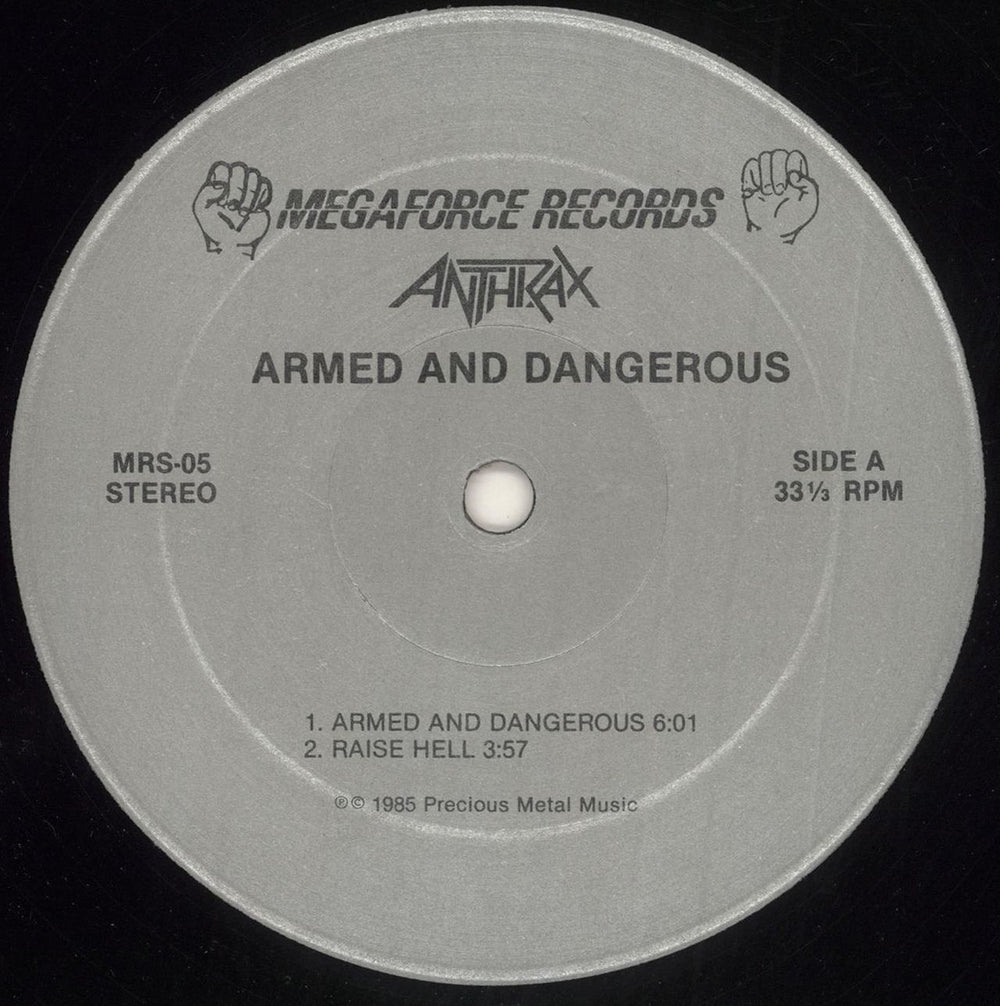 MEGAFORCE RECORDS
ANTHRAX
ARMED AND DANGEROUS
MRS-05
STEREO
SIDE A
33⅓ RPM
1. ARMED AND DANGEROUS 6:01
2. RAISE HELL 3:57
℗© 1985 Precious Metal Music